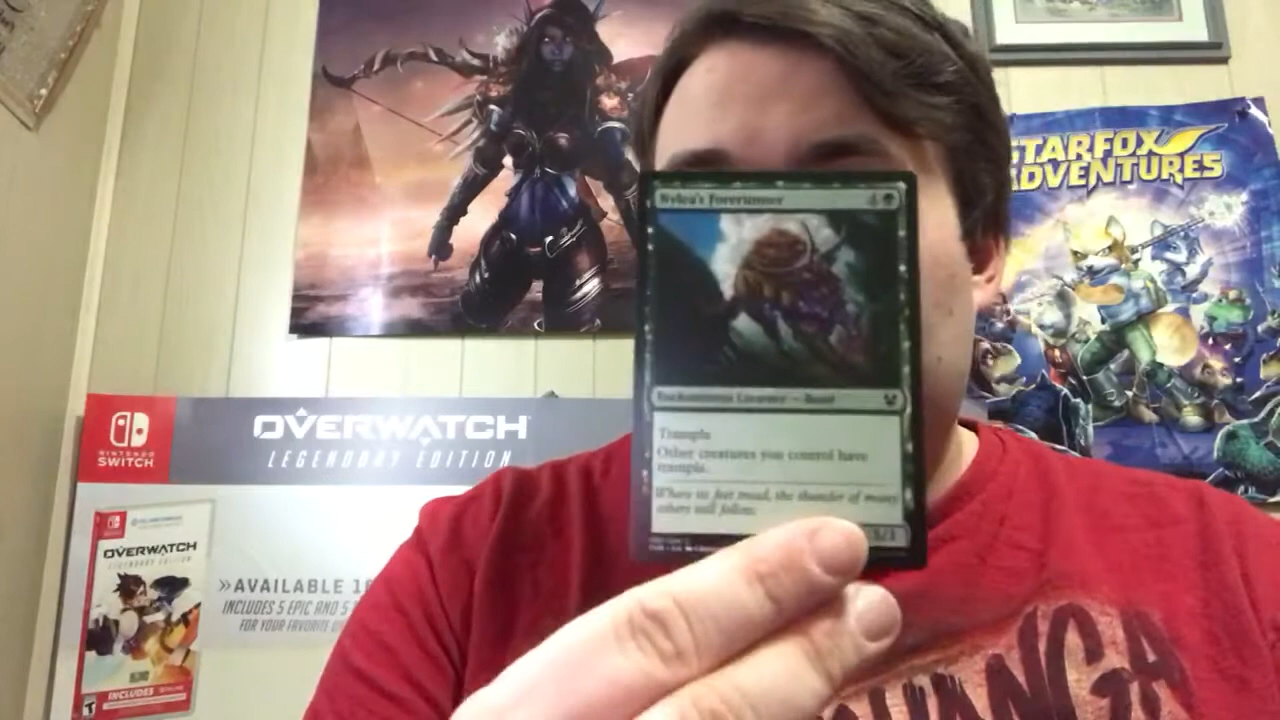 STARFOX
ADVENTURES
Nylea's Forerunner 4
Enchantment Creature — Beast
Trample
Other creatures you control have
trample.
Where its feet tread, the thunder of many
others will follow.
NINTENDO
SWITCH
OVERWATCH
LEGENDARY EDITION
OVERWATCH
LEGENDARY EDITION
INCLUDES
T
»AVAILABLE 1
INCLUDES 5 EPIC AND 5
FOR YOUR FAVORITE